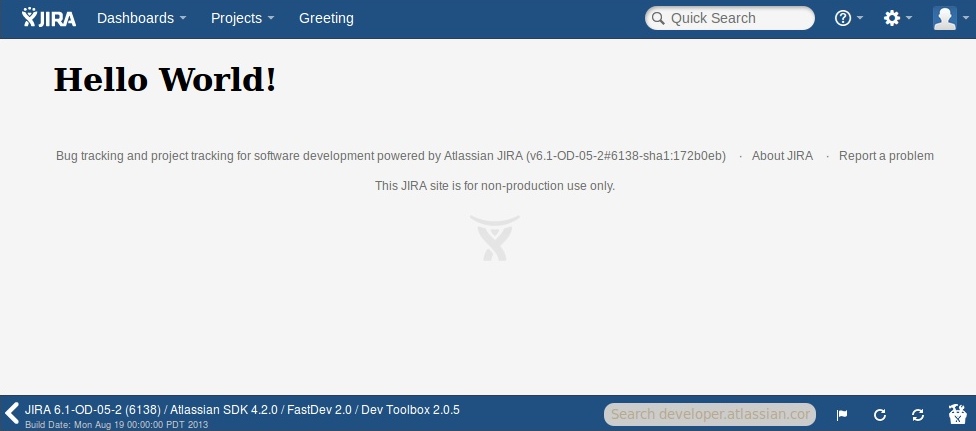 JIRA Dashboards Projects Greeting Quick Search
Hello World!
Bug tracking and project tracking for software development powered by Atlassian JIRA (v6.1-OD-05-2#6138-sha1:172b0eb) · About JIRA · Report a problem
This JIRA site is for non-production use only.
JIRA 6.1-OD-05-2 (6138) / Atlassian SDK 4.2.0 / FastDev 2.0 / Dev Toolbox 2.0.5
Build Date: Mon Aug 19 00:00:00 PDT 2013
Search developer.atlassian.cor